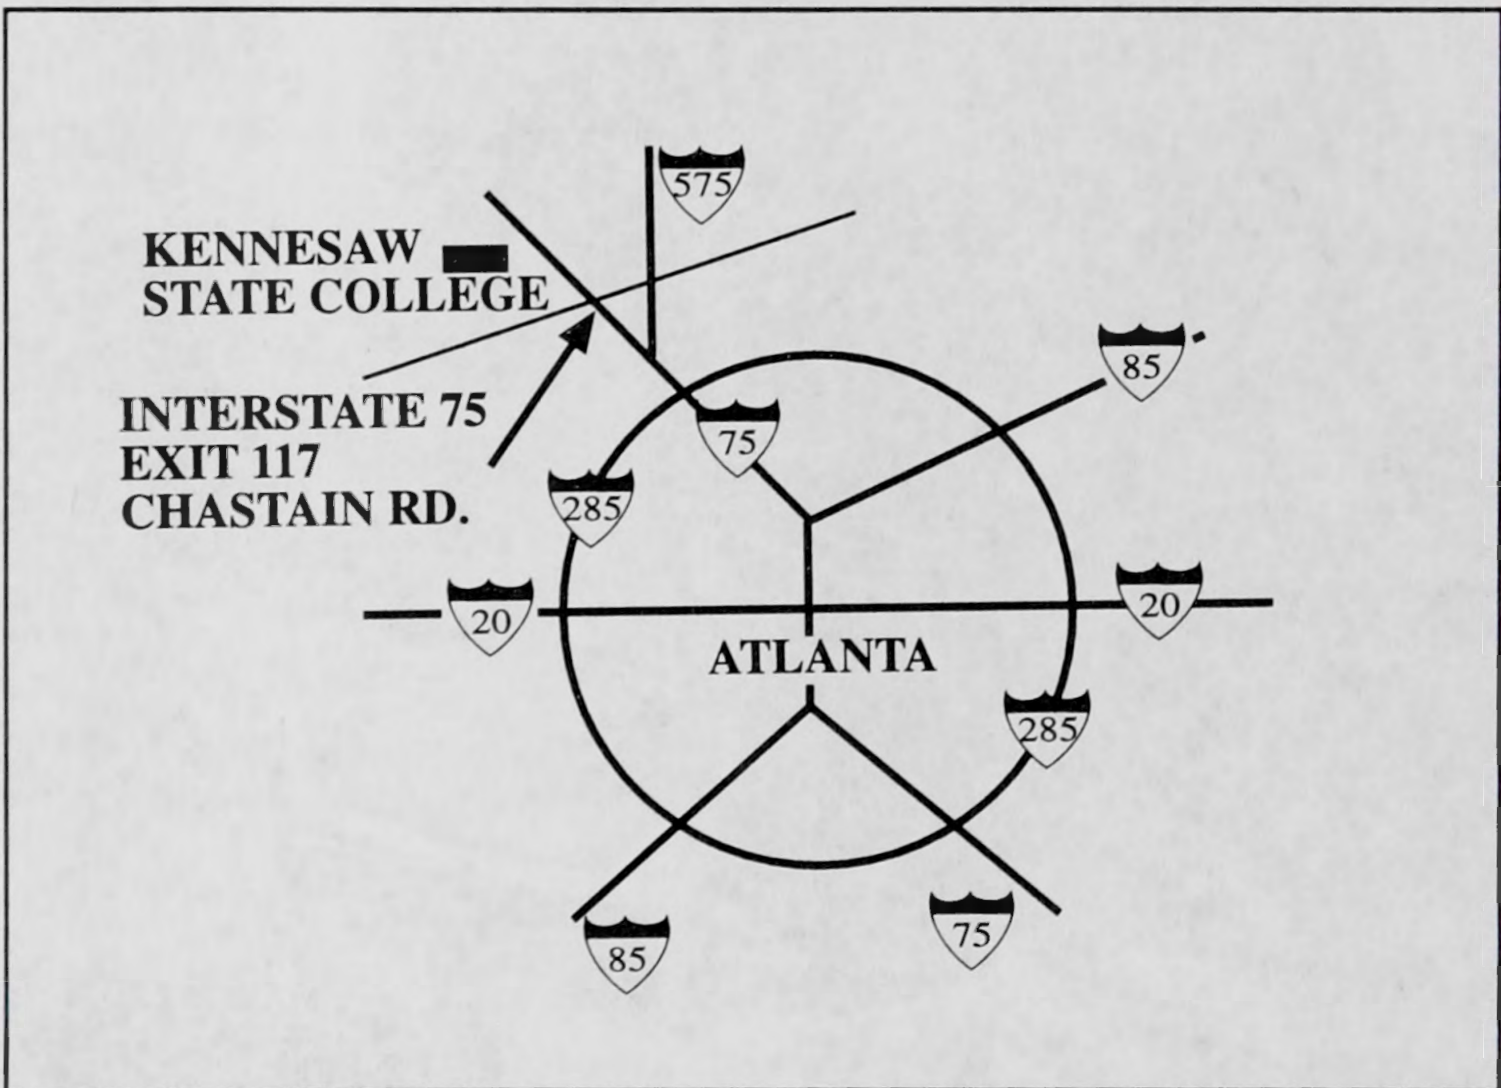 575
KENNESAW
STATE COLLEGE
85
INTERSTATE 75
EXIT 117
CHASTAIN RD.
75
285
20
20
ATLANTA
285
85
75